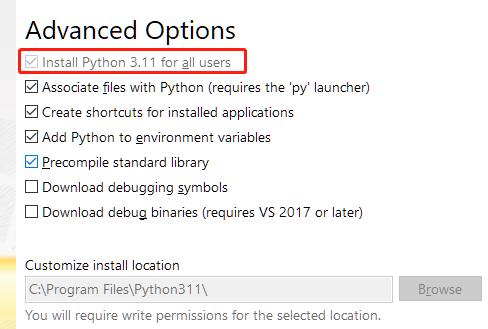 Advanced Options
Install Python 3.11 for all users
Associate files with Python (requires the 'py' launcher)
Create shortcuts for installed applications
Add Python to environment variables
Precompile standard library
Download debugging symbols
Download debug binaries (requires VS 2017 or later)
Customize install location
C:\Program Files\Python311\
Browse
You will require write permissions for the selected location.